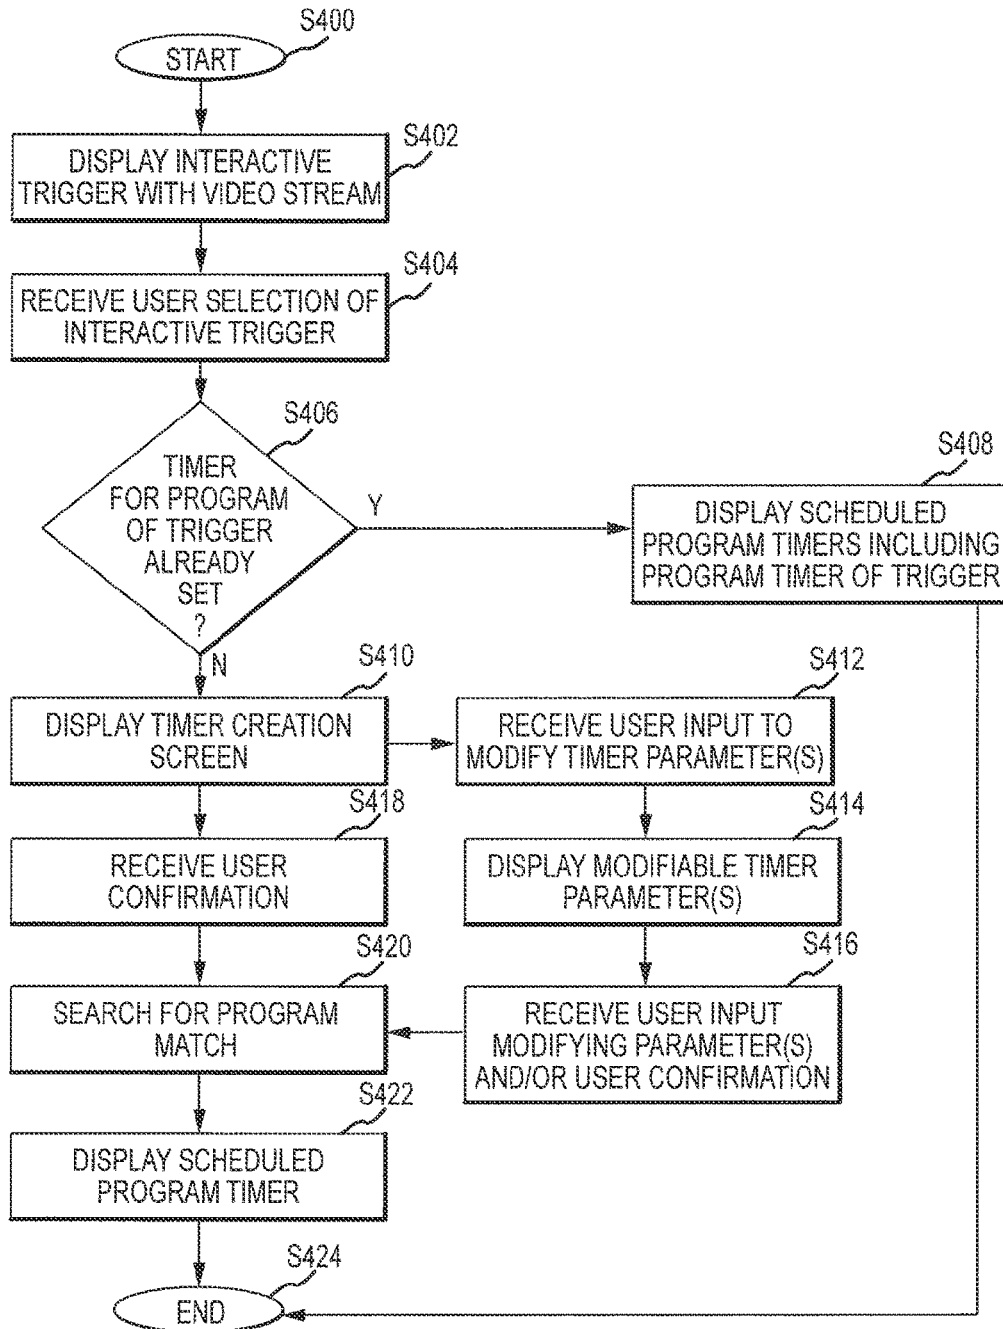 S400
START
S402
DISPLAY INTERACTIVE
TRIGGER WITH VIDEO STREAM
S404
RECEIVE USER SELECTION OF
INTERACTIVE TRIGGER
S406
TIMER
FOR PROGRAM
OF TRIGGER
ALREADY
SET
?
Y
N
S408
DISPLAY SCHEDULED
PROGRAM TIMERS INCLUDING
PROGRAM TIMER OF TRIGGER
S410
DISPLAY TIMER CREATION
SCREEN
S412
RECEIVE USER INPUT TO
MODIFY TIMER PARAMETER(S)
S418
RECEIVE USER
CONFIRMATION
S414
DISPLAY MODIFIABLE TIMER
PARAMETER(S)
S420
SEARCH FOR PROGRAM
MATCH
S416
RECEIVE USER INPUT
MODIFYING PARAMETER(S)
AND/OR USER CONFIRMATION
S422
DISPLAY SCHEDULED
PROGRAM TIMER
S424
END